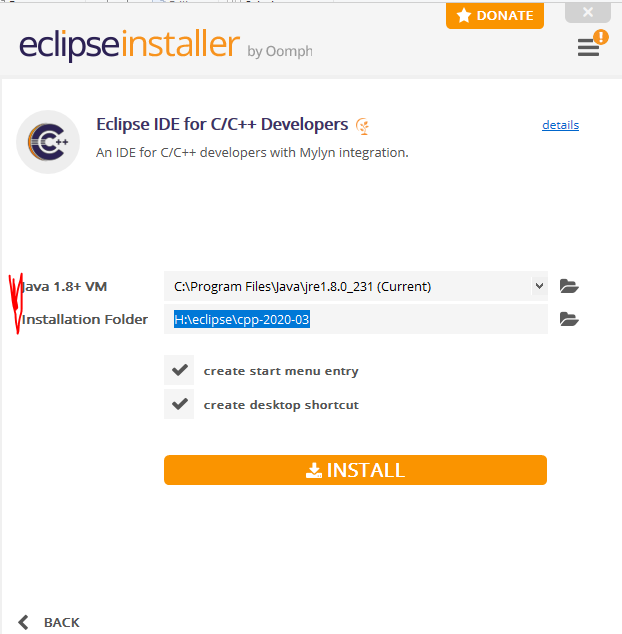 DONATE
eclipseinstaller by Oomph
!
C++
Eclipse IDE for C/C++ Developers
details
An IDE for C/C++ developers with Mylyn integration.
Java 1.8+ VM
C:\Program Files\Java\jre1.8.0_231 (Current)
Installation Folder
H:\eclipse\cpp-2020-03
create start menu entry
create desktop shortcut
INSTALL
BACK